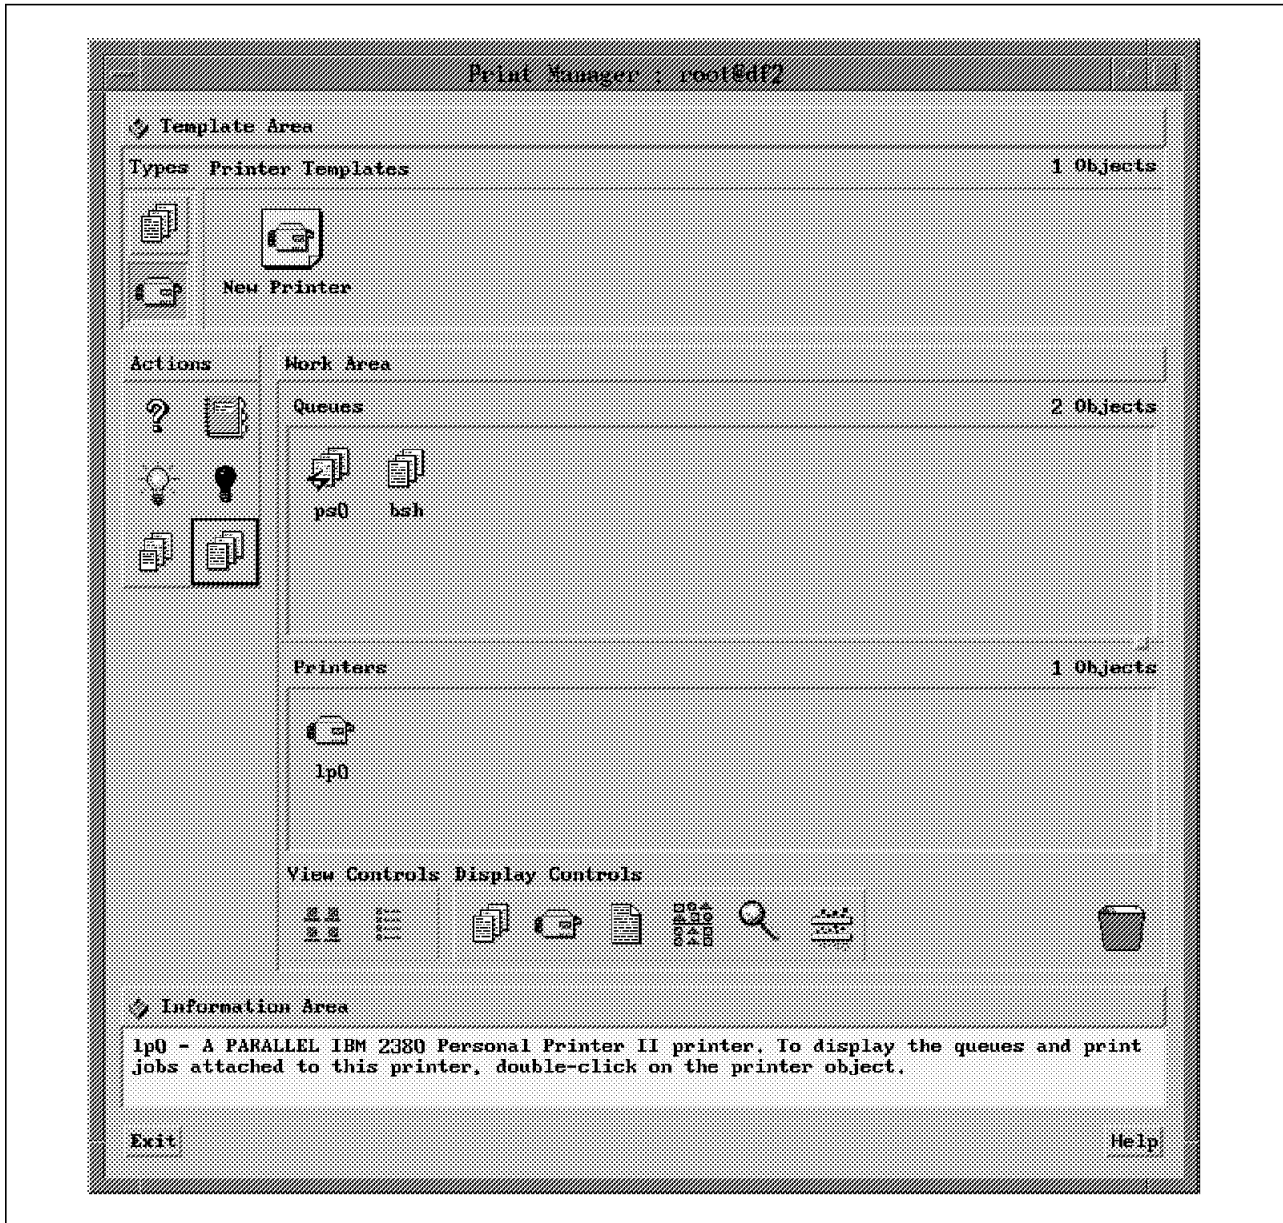 Print Manager : root@df2
Template Area
Types Printer Templates 1 Objects
New Printer
Actions Work Area
Queues 2 Objects
ps0 bsh
Printers 1 Objects
lp0
View Controls Display Controls
Information Area
lp0 - A PARALLEL IBM 2380 Personal Printer II printer. To display the queues and print
jobs attached to this printer, double-click on the printer object.
Exit Help